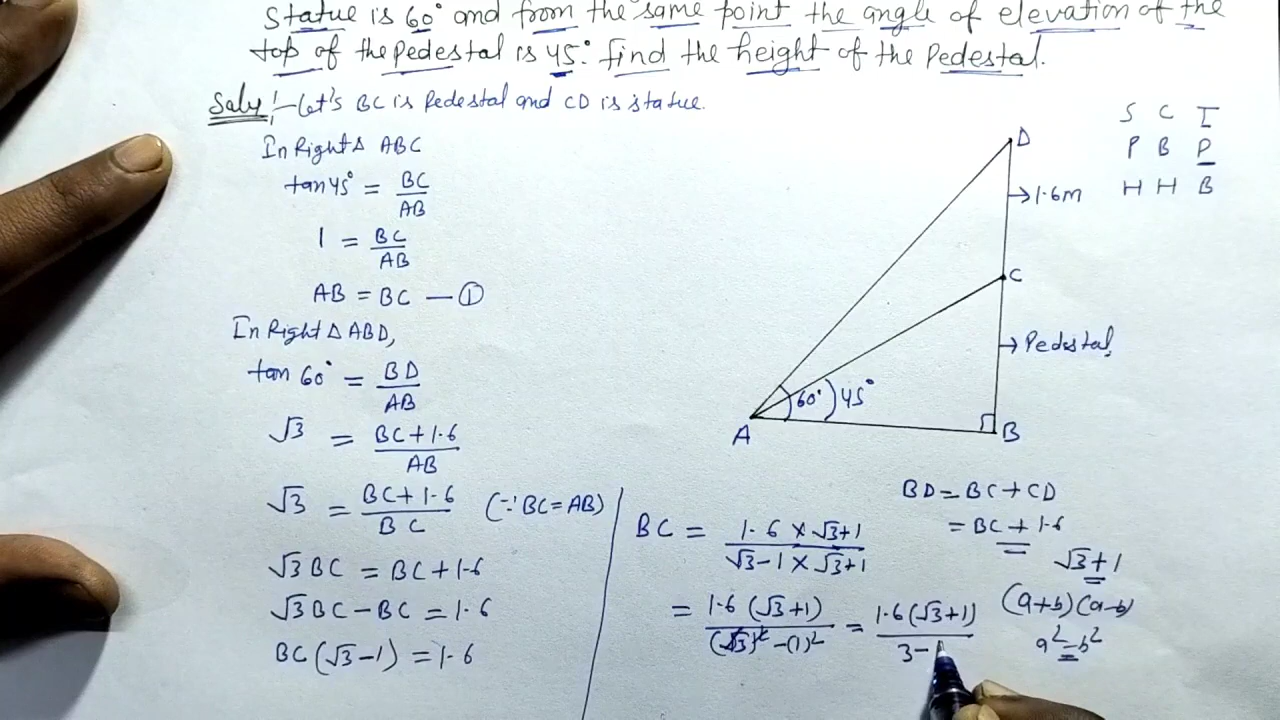 Statue is 60° and from the same point the angle of elevation of the
top of the Pedestal is 45°. find the height of the Pedestal.
Soln:- Let's BC is Pedestal and CD is statue.
In Right Δ ABC
tan 45° = BC/AB
1 = BC/AB
AB = BC — ①
In Right Δ ABD,
tan 60° = BD/AB
√3 = BC+1.6/AB
√3 = BC+1.6/BC (∵ BC=AB)
√3 BC = BC+1.6
√3 BC – BC = 1.6
BC(√3-1) = 1.6
S C T
P B P
H H B
D
→ 1.6m
C
→ Pedestal
60° 45°
A
B
BD = BC + CD
= BC + 1.6
√3+1
(a+b)(a-b)
a²-b²
BC = 1.6 × √3+1/√3-1 × √3+1
= 1.6(√3+1)/(√3)²-(1)² = 1.6(√3+1)/3-